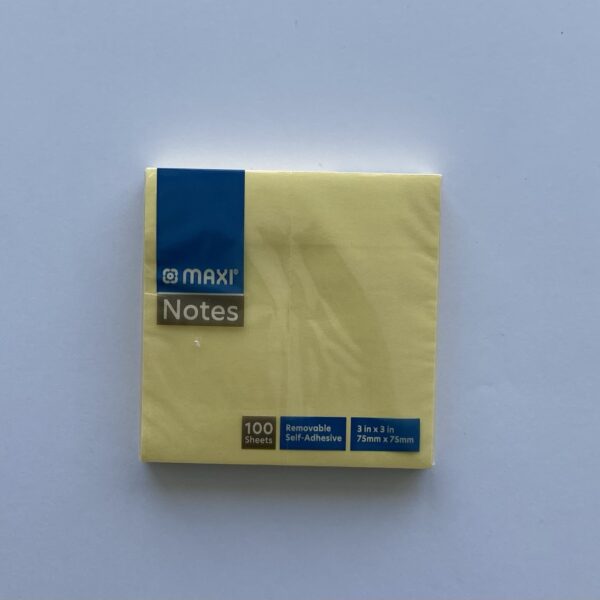 MAXI®
Notes
100
Sheets
Removable
Self-Adhesive
3 in x 3 in
75mm x 75mm